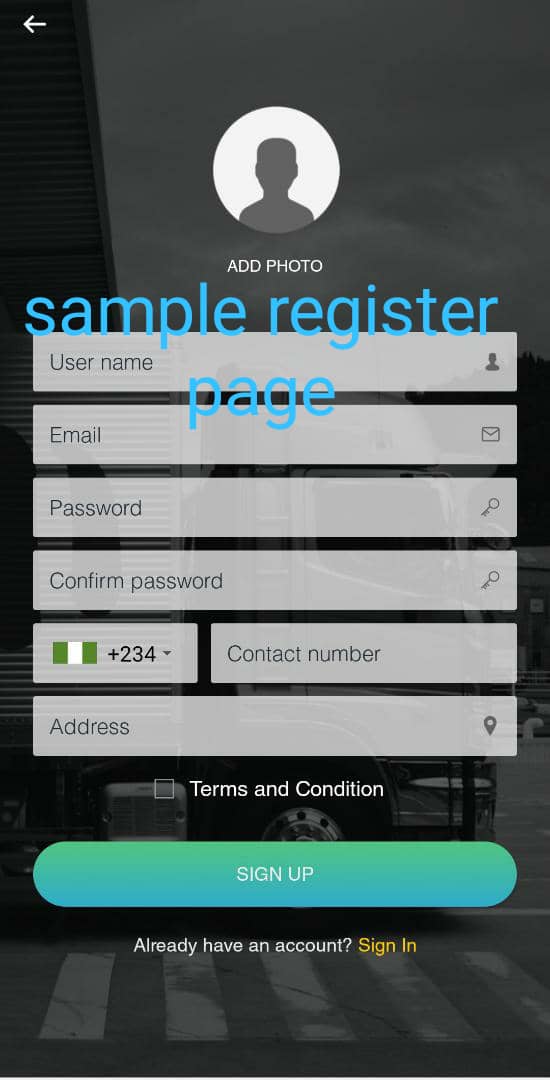 ADD PHOTO
sample register
page
User name
Email
Password
Confirm password
+234 Contact number
Address
Terms and Condition
SIGN UP
Already have an account? Sign In